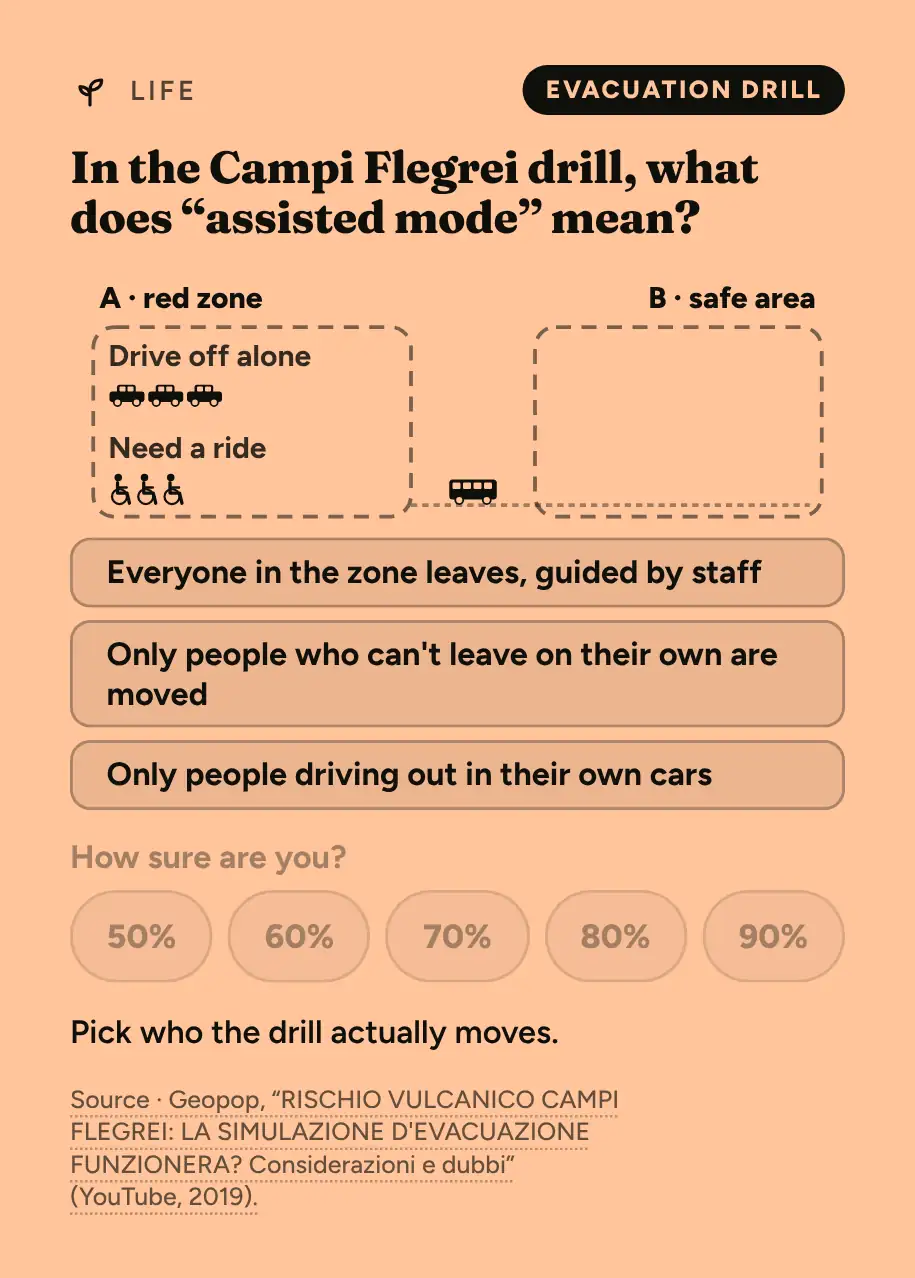 LIFE
EVACUATION DRILL
In the Campi Flegrei drill, what
does “assisted mode” mean?
A · red zone
B · safe area
Drive off alone
Need a ride
Everyone in the zone leaves, guided by staff
Only people who can't leave on their own are
moved
Only people driving out in their own cars
How sure are you?
50%
60%
70%
80%
90%
Pick who the drill actually moves.
Source · Geopop, “RISCHIO VULCANICO CAMPI
FLEGREI: LA SIMULAZIONE D'EVACUAZIONE
FUNZIONERA? Considerazioni e dubbi”
(YouTube, 2019).